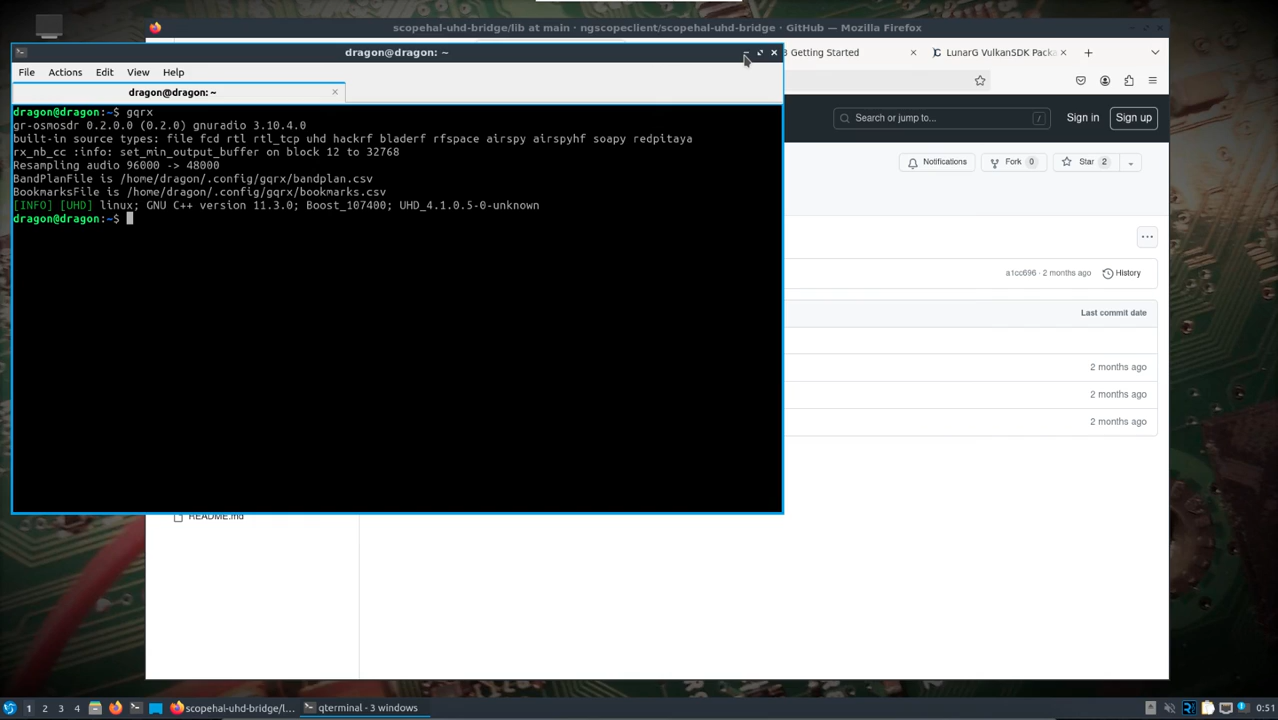 scopehal-uhd-bridge/lib at main · ngscopeclient/scopehal-uhd-bridge · GitHub — Mozilla Firefox
dragon@dragon: ~
3 Getting Started
LunarG VulkanSDK Packa
File Actions Edit View Help
dragon@dragon: ~
dragon@dragon:~$ gqrx
gr-osmosdr 0.2.0.0 (0.2.0) gnuradio 3.10.4.0
built-in source types: file fcd rtl rtl_tcp uhd hackrf bladerf rfspace airspy airspyhf soapy redpitaya
rx_nb_cc :info: set_min_output_buffer on block 12 to 32768
Resampling audio 96000 -> 48000
BandPlanFile is /home/dragon/.config/gqrx/bandplan.csv
BookmarksFile is /home/dragon/.config/gqrx/bookmarks.csv
[INFO] [UHD] linux; GNU C++ version 11.3.0; Boost_107400; UHD_4.1.0.5-0-unknown
dragon@dragon:~$
Search or jump to... /
Sign in
Sign up
Notifications
Fork 0
Star 2
a1cc696 · 2 months ago
History
Last commit date
2 months ago
2 months ago
2 months ago
README.md
1 2 3 4
scopehal-uhd-bridge/l...
qterminal - 3 windows
0:51